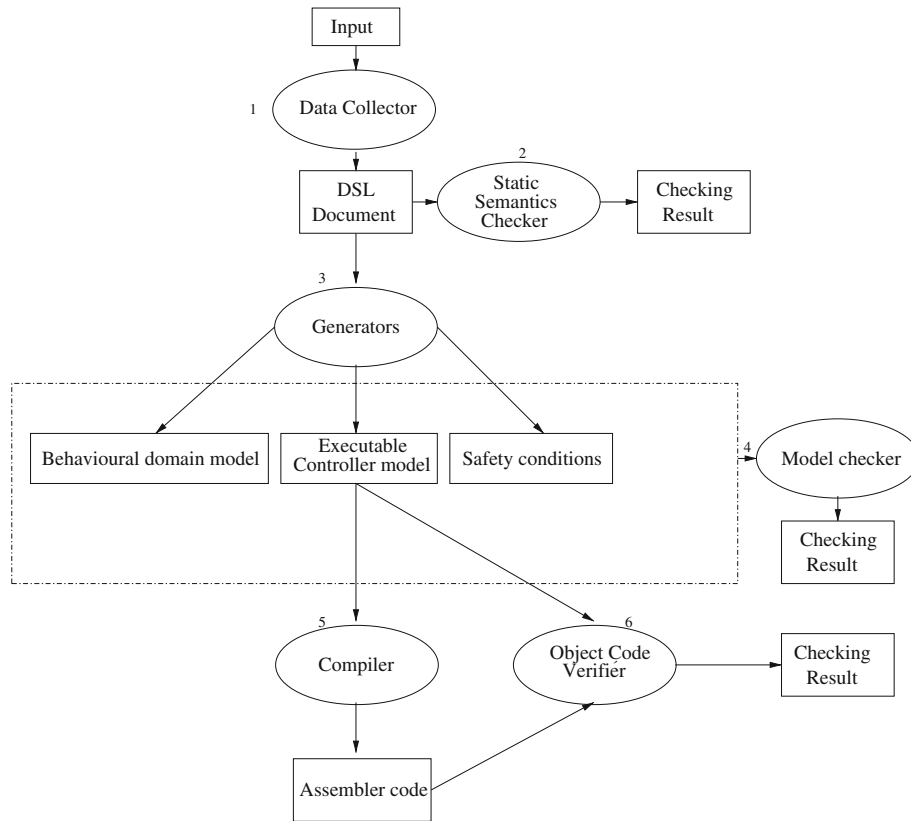 Input
1
Data Collector
2
DSL
Document
Static
Semantics
Checker
Checking
Result
3
Generators
Behavioural domain model
Executable
Controller model
Safety conditions
4
Model checker
Checking
Result
5
Compiler
6
Object Code
Verifier
Checking
Result
Assembler code